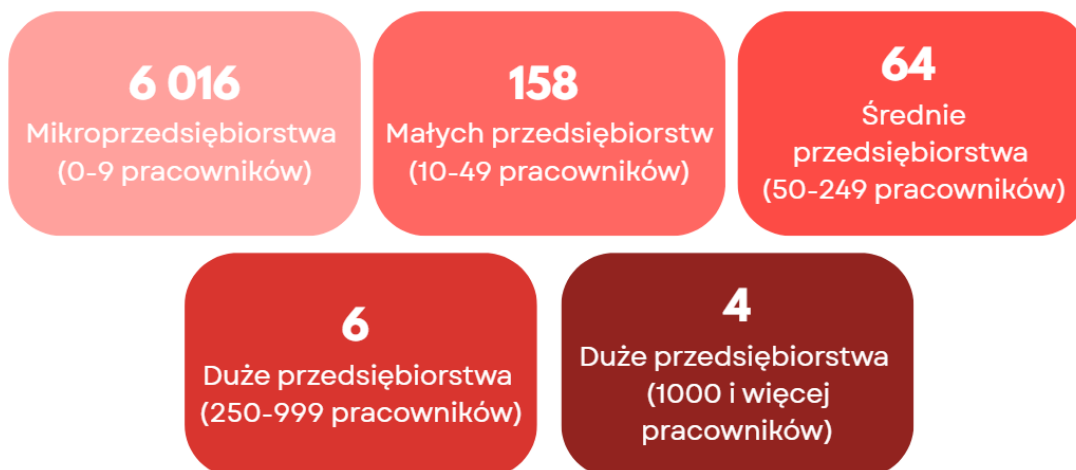 6 016
Mikroprzedsiębiorstwa
(0-9 pracowników)
158
Małych przedsiębiorstw
(10-49 pracowników)
64
Średnie
przedsiębiorstwa
(50-249 pracowników)
6
Duże przedsiębiorstwa
(250-999 pracowników)
4
Duże przedsiębiorstwa
(1000 i więcej
pracowników)